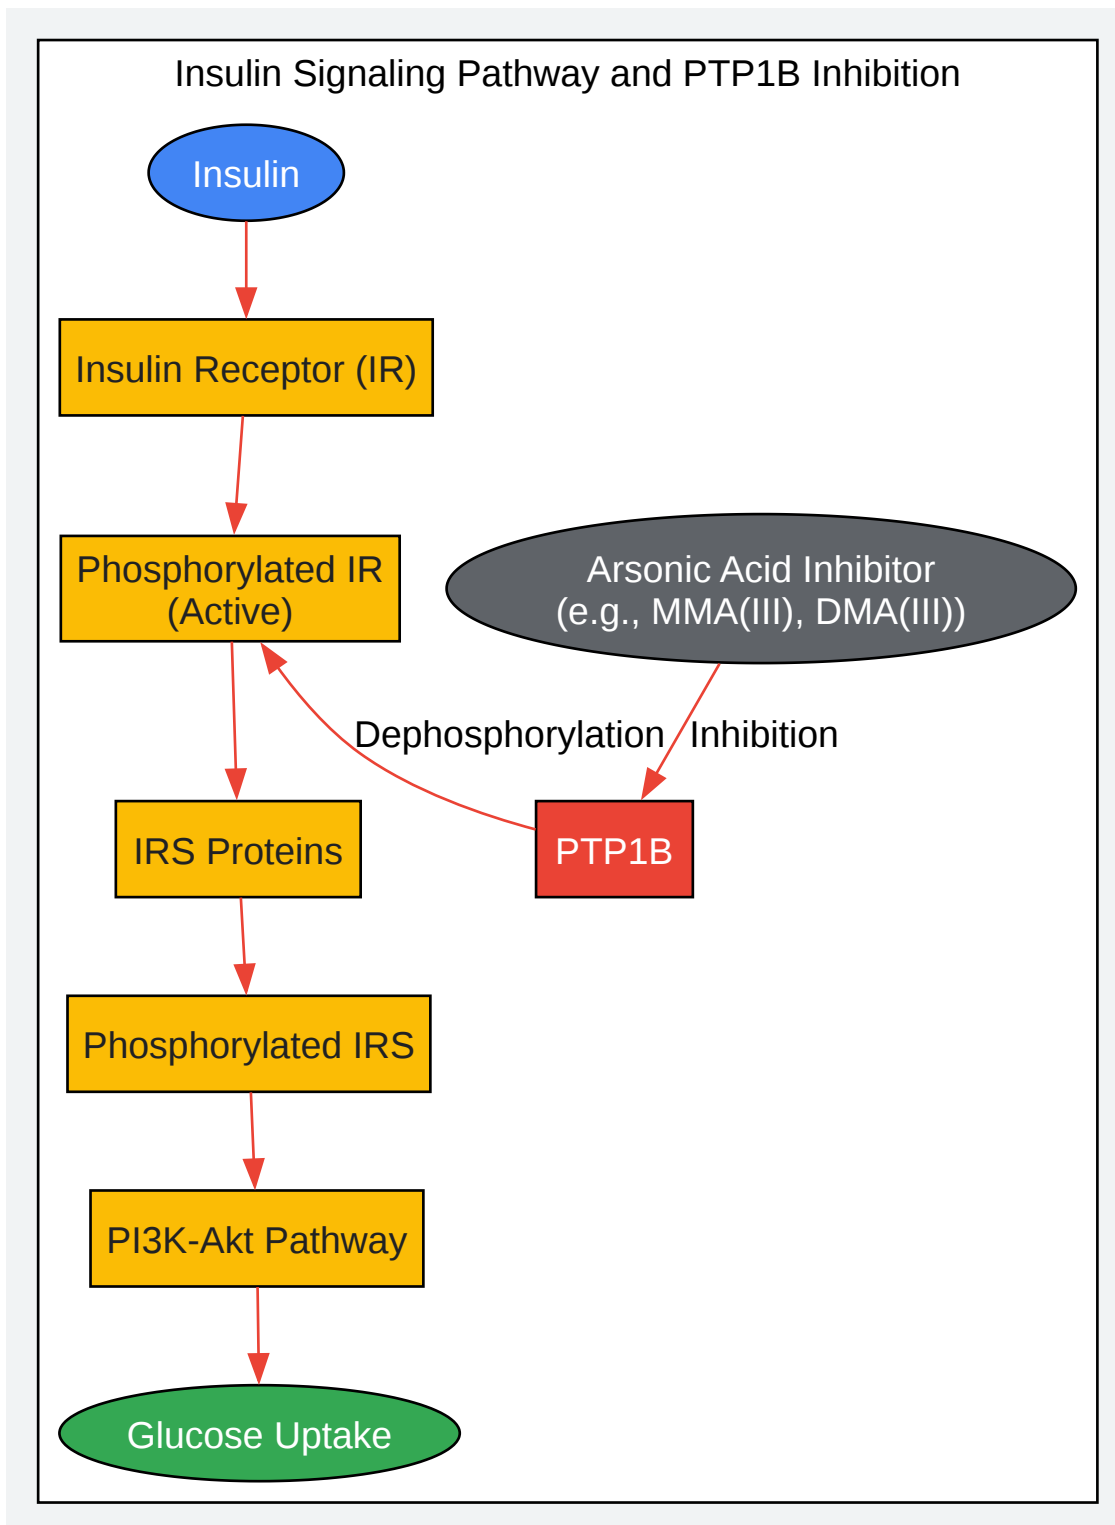 Insulin Signaling Pathway and PTP1B Inhibition
Insulin
Insulin Receptor (IR)
Phosphorylated IR
(Active)
Arsonic Acid Inhibitor
(e.g., MMA(III), DMA(III))
Dephosphorylation
Inhibition
IRS Proteins
PTP1B
Phosphorylated IRS
PI3K-Akt Pathway
Glucose Uptake